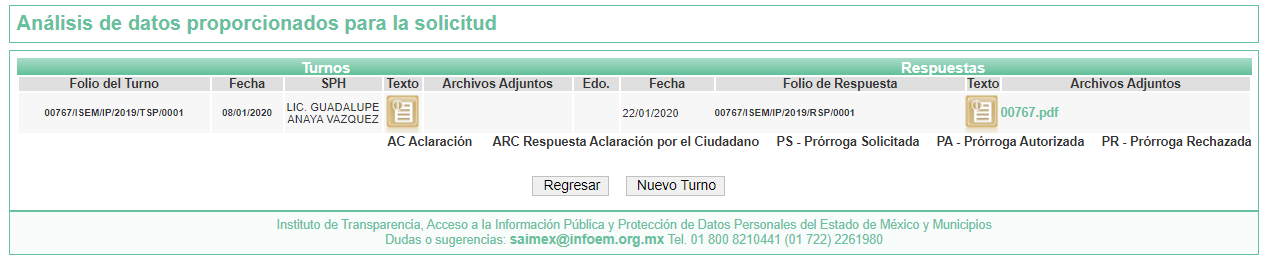 Análisis de datos proporcionados para la solicitud
Turnos Respuestas
Folio del Turno Fecha SPH Texto Archivos Adjuntos Edo. Fecha Folio de Respuesta Texto Archivos Adjuntos
00767/ISEM/IP/2019/TSP/0001 08/01/2020 LIC. GUADALUPE ANAYA VAZQUEZ 22/01/2020 00767/ISEM/IP/2019/RSP/0001 00767.pdf
AC Aclaración ARC Respuesta Aclaración por el Ciudadano PS - Prórroga Solicitada PA - Prórroga Autorizada PR - Prórroga Rechazada
Regresar Nuevo Turno
Instituto de Transparencia, Acceso a la Información Pública y Protección de Datos Personales del Estado de México y Municipios
Dudas o sugerencias: saimex@infoem.org.mx Tel. 01 800 8210441 (01 722) 2261980